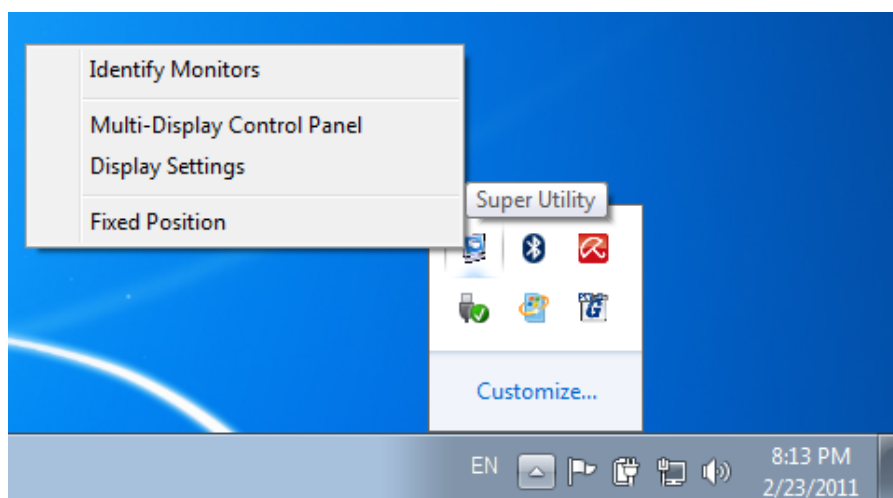 Identify Monitors
Multi-Display Control Panel
Display Settings
Fixed Position
Super Utility
G
Customize...
EN
8:13 PM
2/23/2011